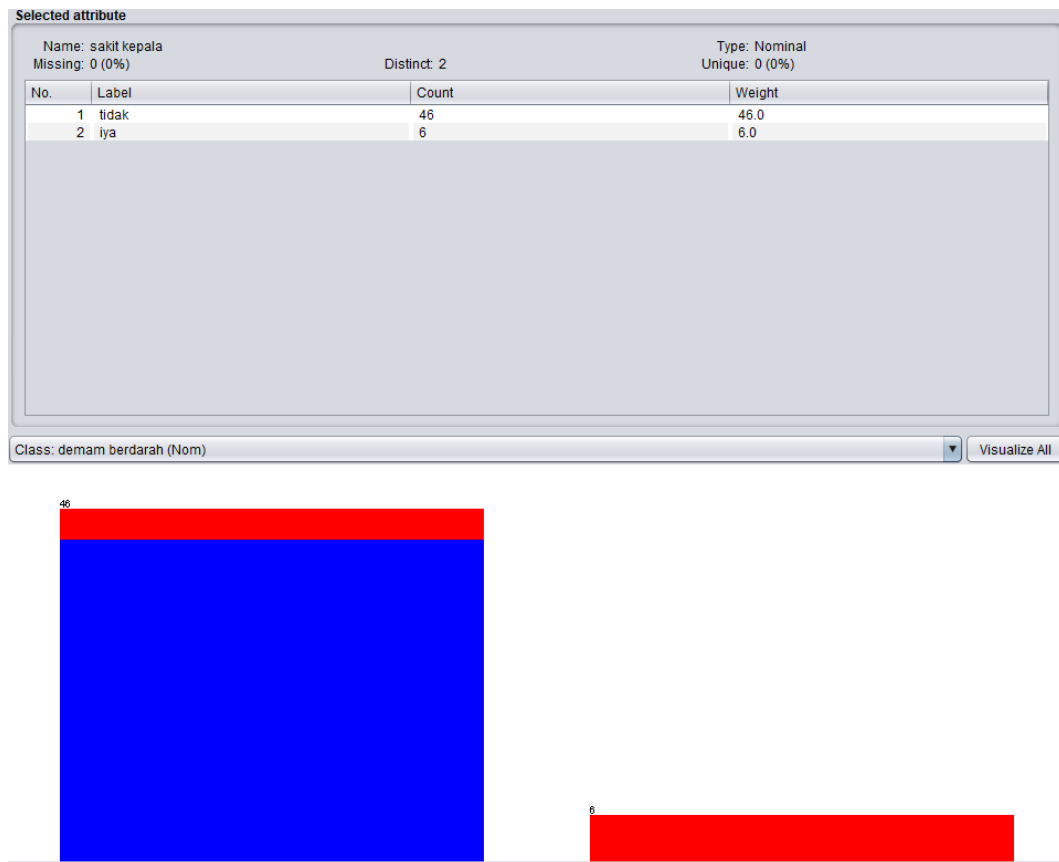 Selected attribute
Name: sakit kepala Type: Nominal
Missing: 0 (0%) Distinct: 2 Unique: 0 (0%)
No. Label Count Weight
1 tidak 46 46.0
2 iya 6 6.0
Class: demam berdarah (Nom) Visualize All
46
6